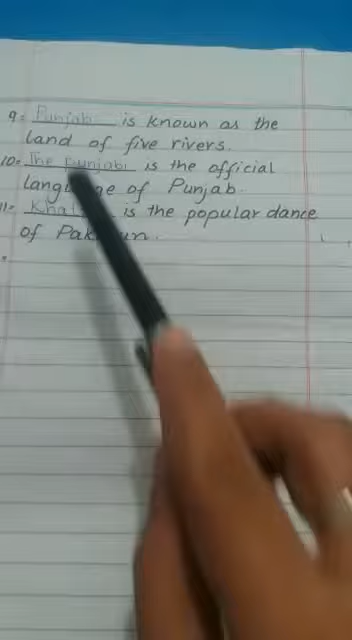 9= Punjab is known as the
land of five rivers.
10= The Punjabi is the official
of Punjab.
11= is the popular dance
of